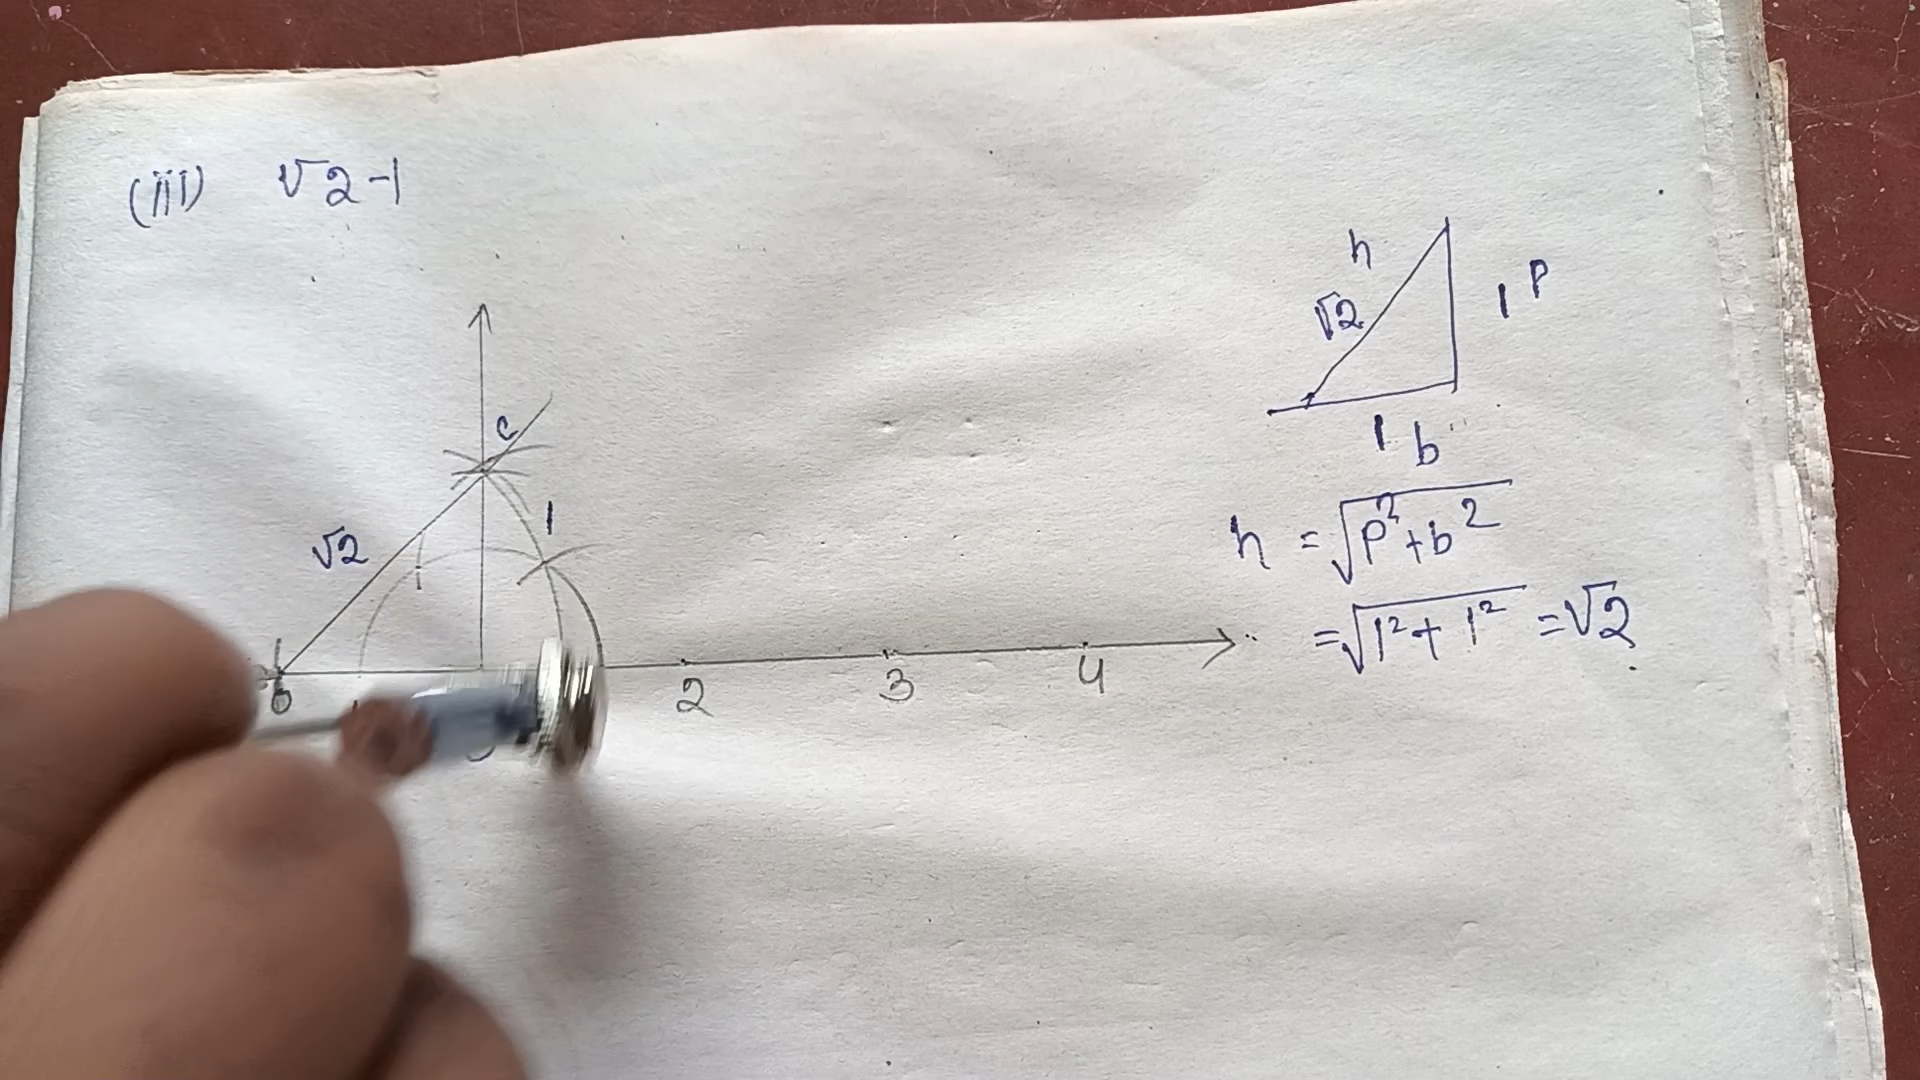 (iii) √2-1
h
√2
1 P
1 b
c
1
√2
h = √P²+b²
= √1²+1² = √2
0 2 3 4